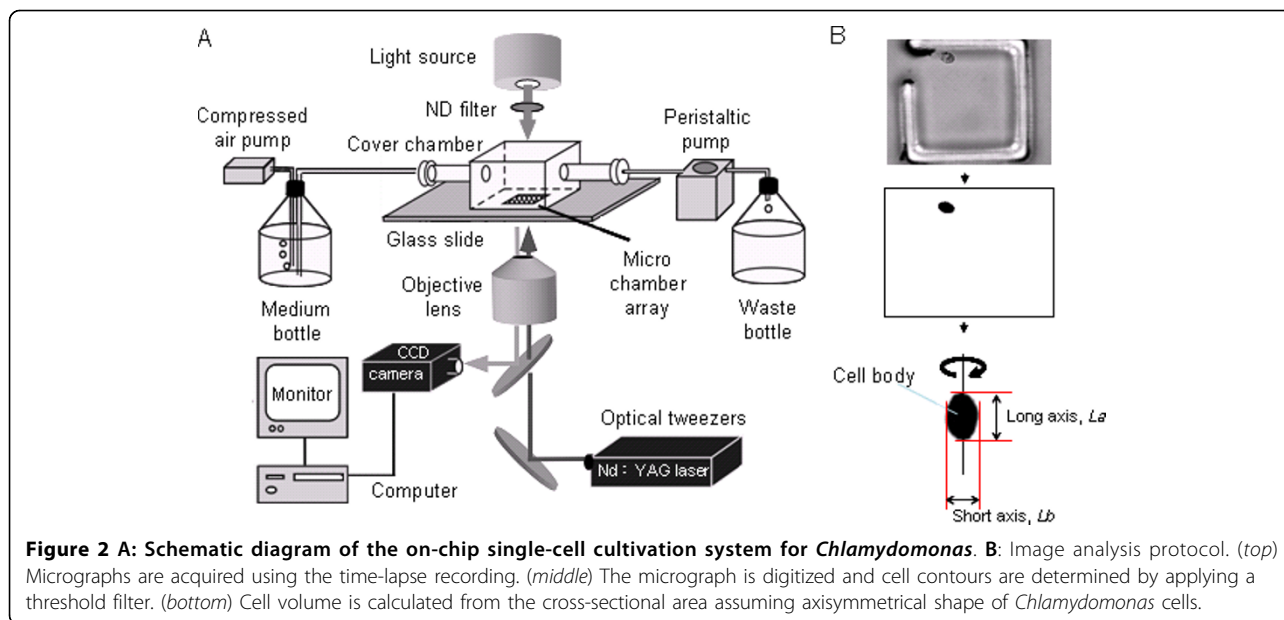 A
B
Light source
ND filter
Compressed
air pump
Cover chamber
Peristaltic
pump
Glass slide
Micro
chamber
array
Objective
lens
Medium
bottle
Waste
bottle
CCD
camera
Monitor
Optical tweezers
Nd : YAG laser
Computer
Cell body
Long axis, La
Short axis, Lb
Figure 2 A: Schematic diagram of the on-chip single-cell cultivation system for Chlamydomonas. B: Image analysis protocol. (top)
Micrographs are acquired using the time-lapse recording. (middle) The micrograph is digitized and cell contours are determined by applying a
threshold filter. (bottom) Cell volume is calculated from the cross-sectional area assuming axisymmetrical shape of Chlamydomonas cells.